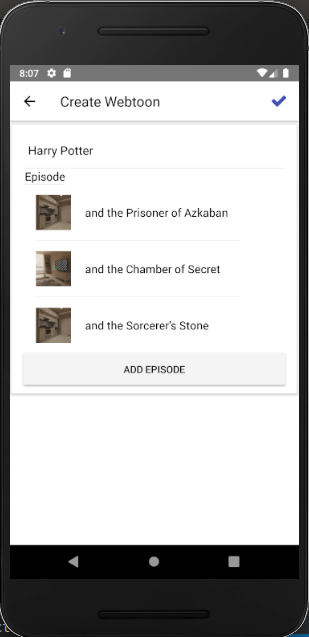 8:07
Create Webtoon
Harry Potter
Episode
and the Prisoner of Azkaban
and the Chamber of Secret
and the Sorcerer's Stone
ADD EPISODE